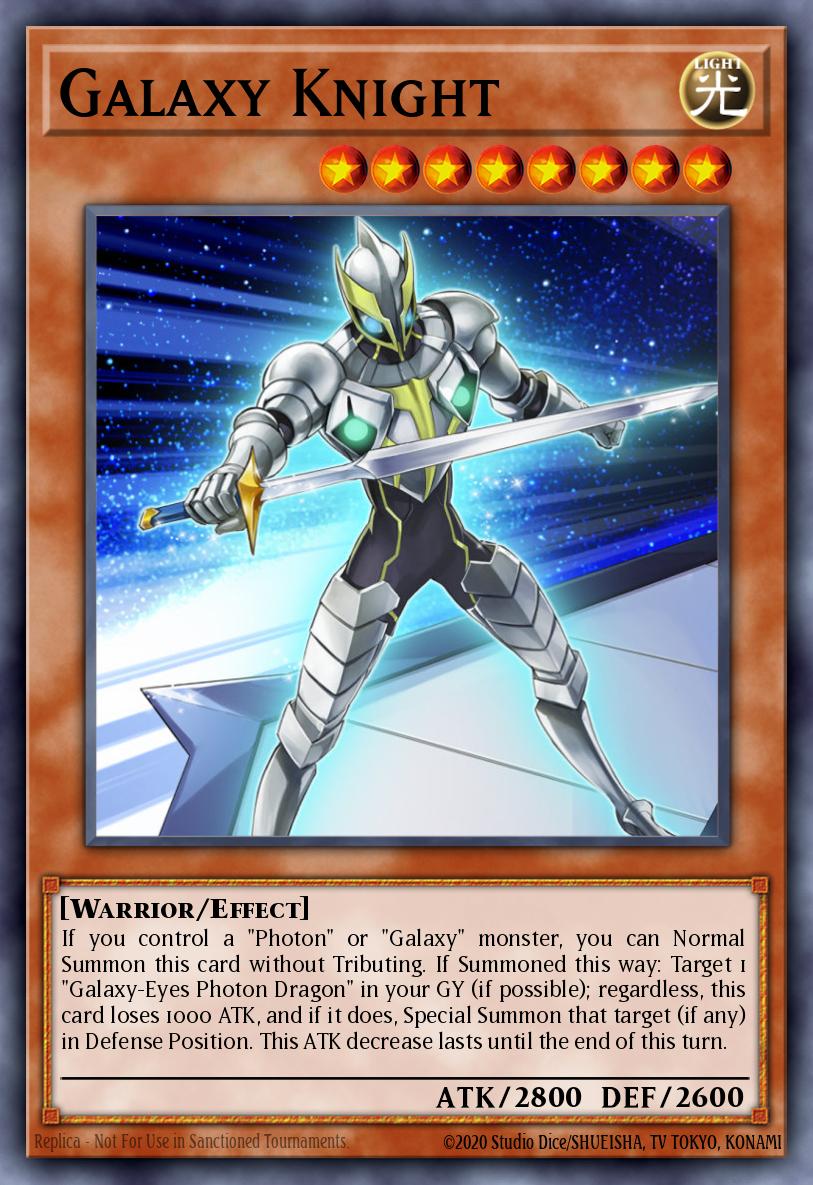 Galaxy Knight
LIGHT
光
[Warrior/Effect]
If you control a "Photon" or "Galaxy" monster, you can Normal
Summon this card without Tributing. If Summoned this way: Target 1
"Galaxy-Eyes Photon Dragon" in your GY (if possible); regardless, this
card loses 1000 ATK, and if it does, Special Summon that target (if any)
in Defense Position. This ATK decrease lasts until the end of this turn.
ATK/2800 DEF/2600
Replica - Not For Use in Sanctioned Tournaments.
©2020 Studio Dice/SHUEISHA, TV TOKYO, KONAMI